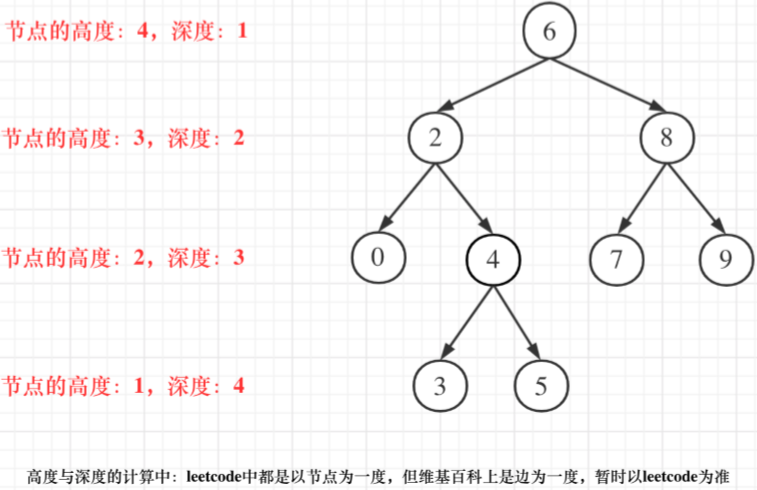 节点的高度：4，深度：1
6
节点的高度：3，深度：2
2 8
节点的高度：2，深度：3
0 4 7 9
节点的高度：1，深度：4
3 5
高度与深度的计算中：leetcode中都是以节点为一度，但维基百科上是边为一度，暂时以leetcode为准